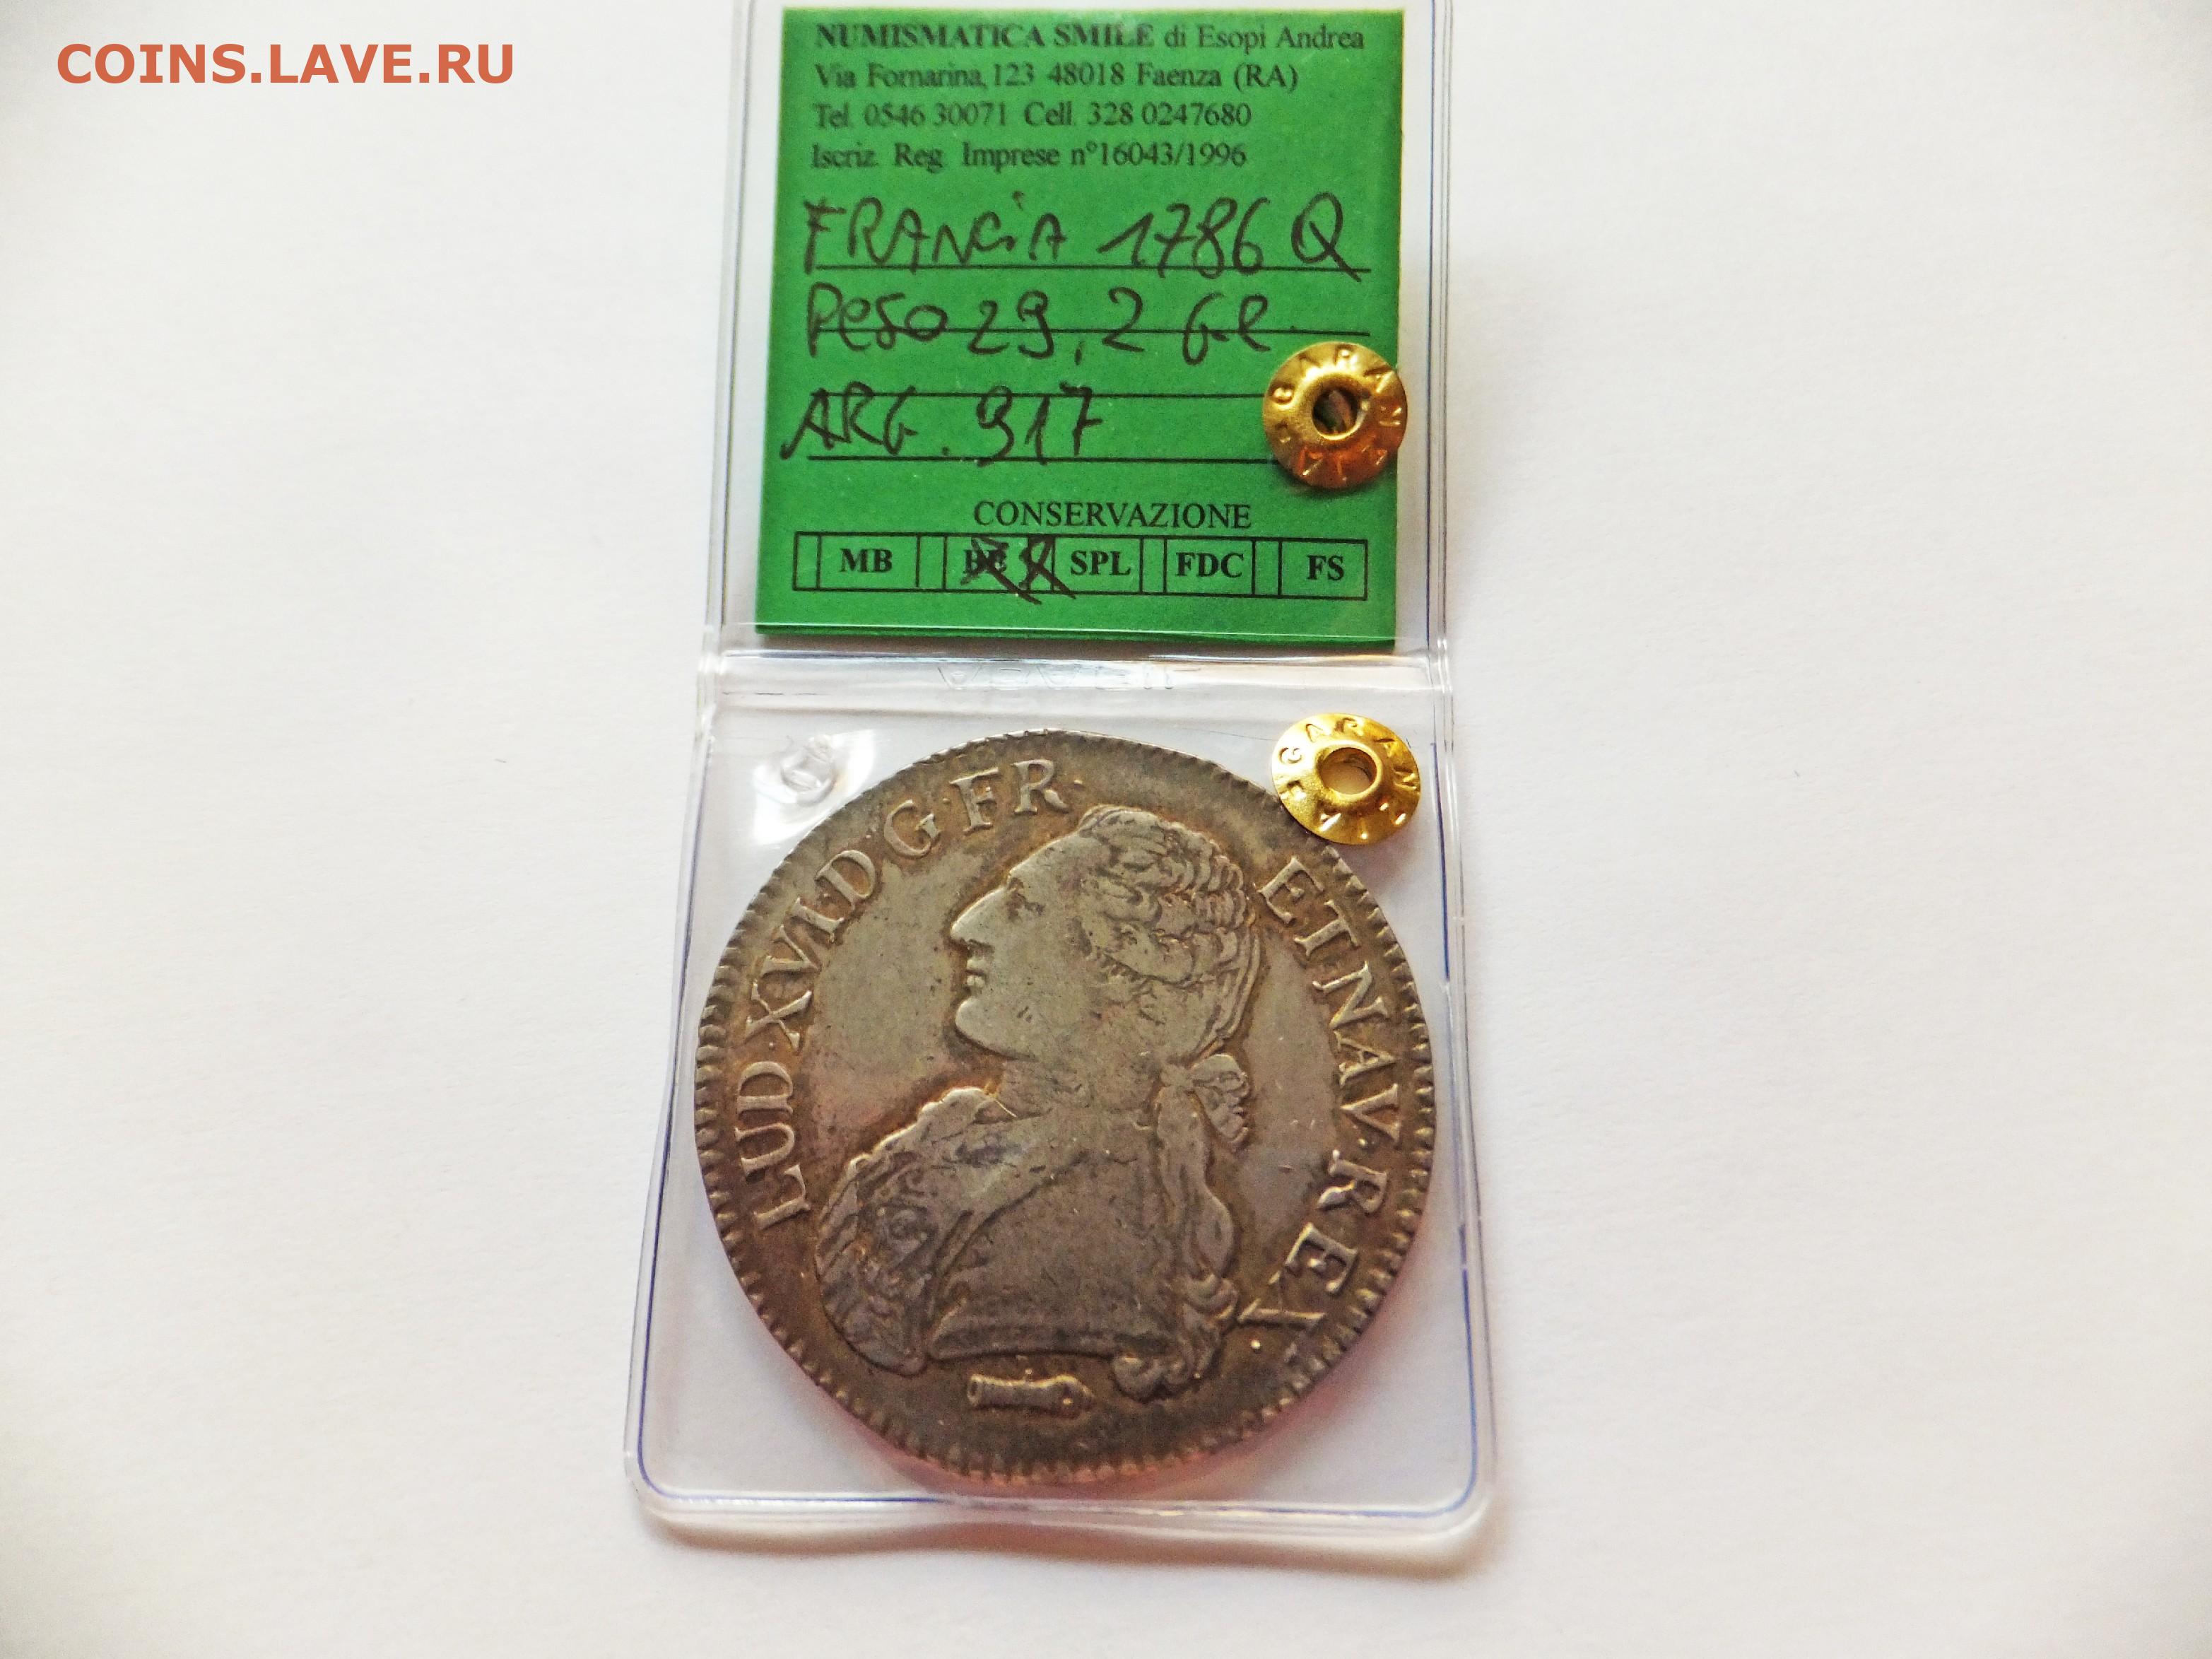 COINS.LAVE.RU
NUMISMATICA SMILE di Esopi Andrea
Via Fornarina,123 48018 Faenza (RA)
Tel. 0546 30071 Cell. 328 0247680
Iscriz. Reg. Imprese n°16043/1996
FRANCIA 1786 Q
Peso 29,2 GR.
ARG. 917
GARANZIE
CONSERVAZIONE
MB BB SPL FDC FS
GARANZIE
LUD·XVI·D·G·FR· ET NAV·REX